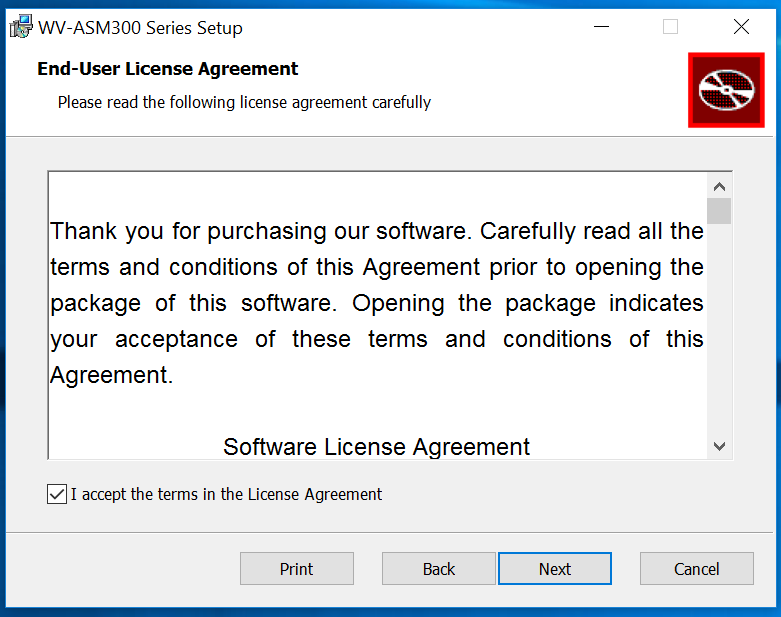 WV-ASM300 Series Setup
End-User License Agreement
Please read the following license agreement carefully
Thank you for purchasing our software. Carefully read all the
terms and conditions of this Agreement prior to opening the
package of this software. Opening the package indicates
your acceptance of these terms and conditions of this
Agreement.
Software License Agreement
I accept the terms in the License Agreement
Print
Back
Next
Cancel